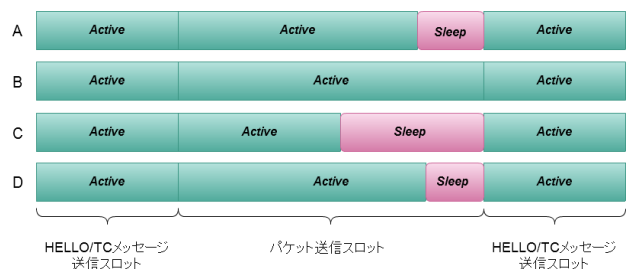 A Active Active Sleep Active
B Active Active Active
C Active Active Sleep Active
D Active Active Sleep Active
HELLO/TCメッセージ パケット送信スロット HELLO/TCメッセージ
送信スロット 送信スロット